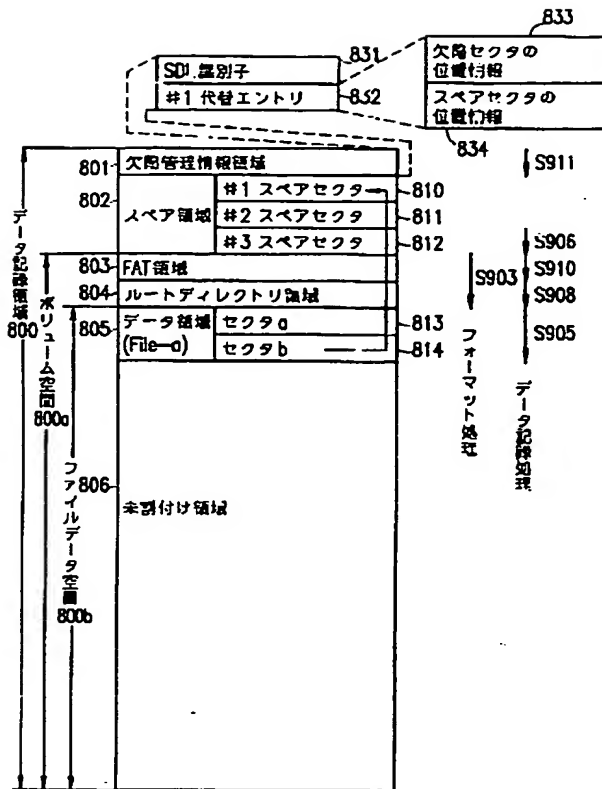 833
831
SDL識別子
832
#1 代替エントリ
欠陥セクタの
位置情報
スペアセクタの
位置情報
834
801
欠陥管理情報領域
S911
802
スペア領域
#1 スペアセクタ
810
#2 スペアセクタ
811
#3 スペアセクタ
812
S906
803
FAT領域
S903
S910
804
ルートディレクトリ領域
S908
805
データ領域
(File-a)
セクタa
813
セクタb
814
S905
フォーマット処理
データ記録処理
データ記録領域
800
ボリューム空間
800a
ファイルデータ空間
800b
806
未割付け領域